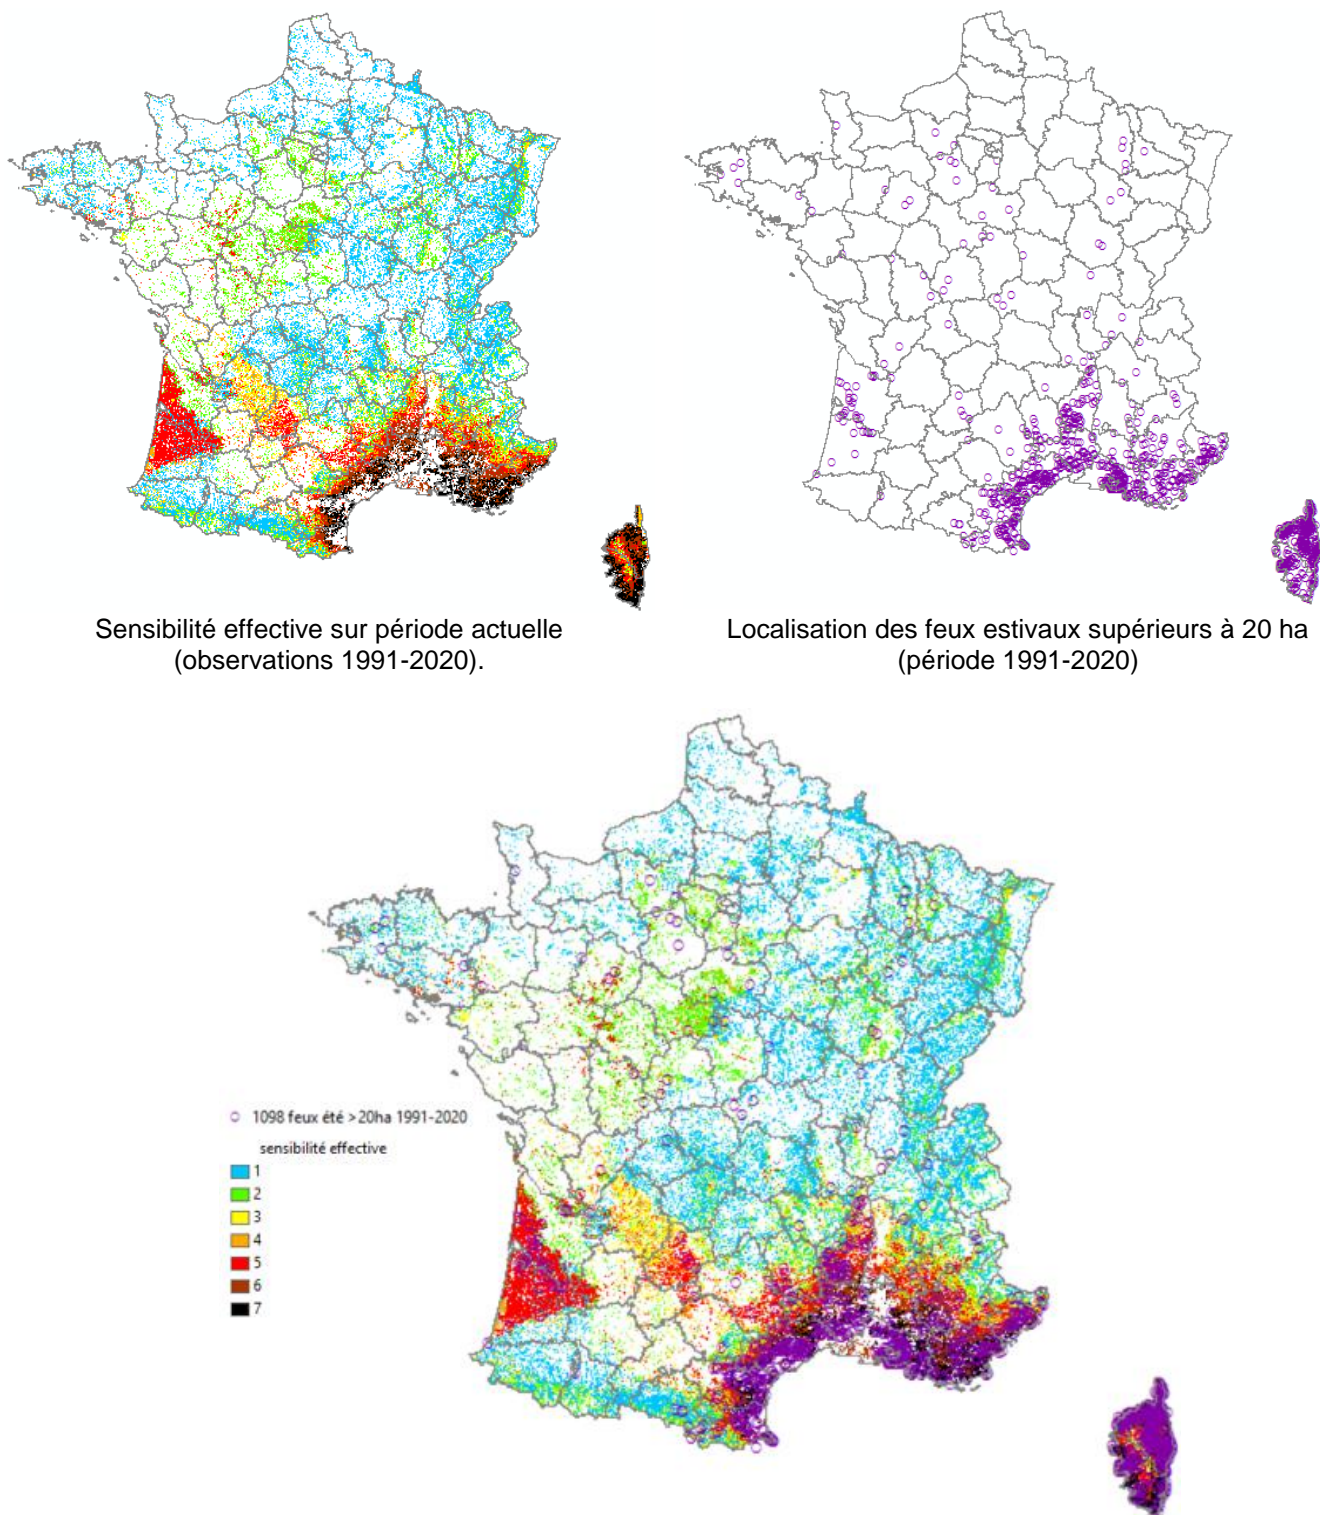 Sensibilité effective sur période actuelle
(observations 1991-2020).
Localisation des feux estivaux supérieurs à 20 ha
(période 1991-2020)
1098 feux été >20ha 1991-2020
sensibilité effective
1
2
3
4
5
6
7